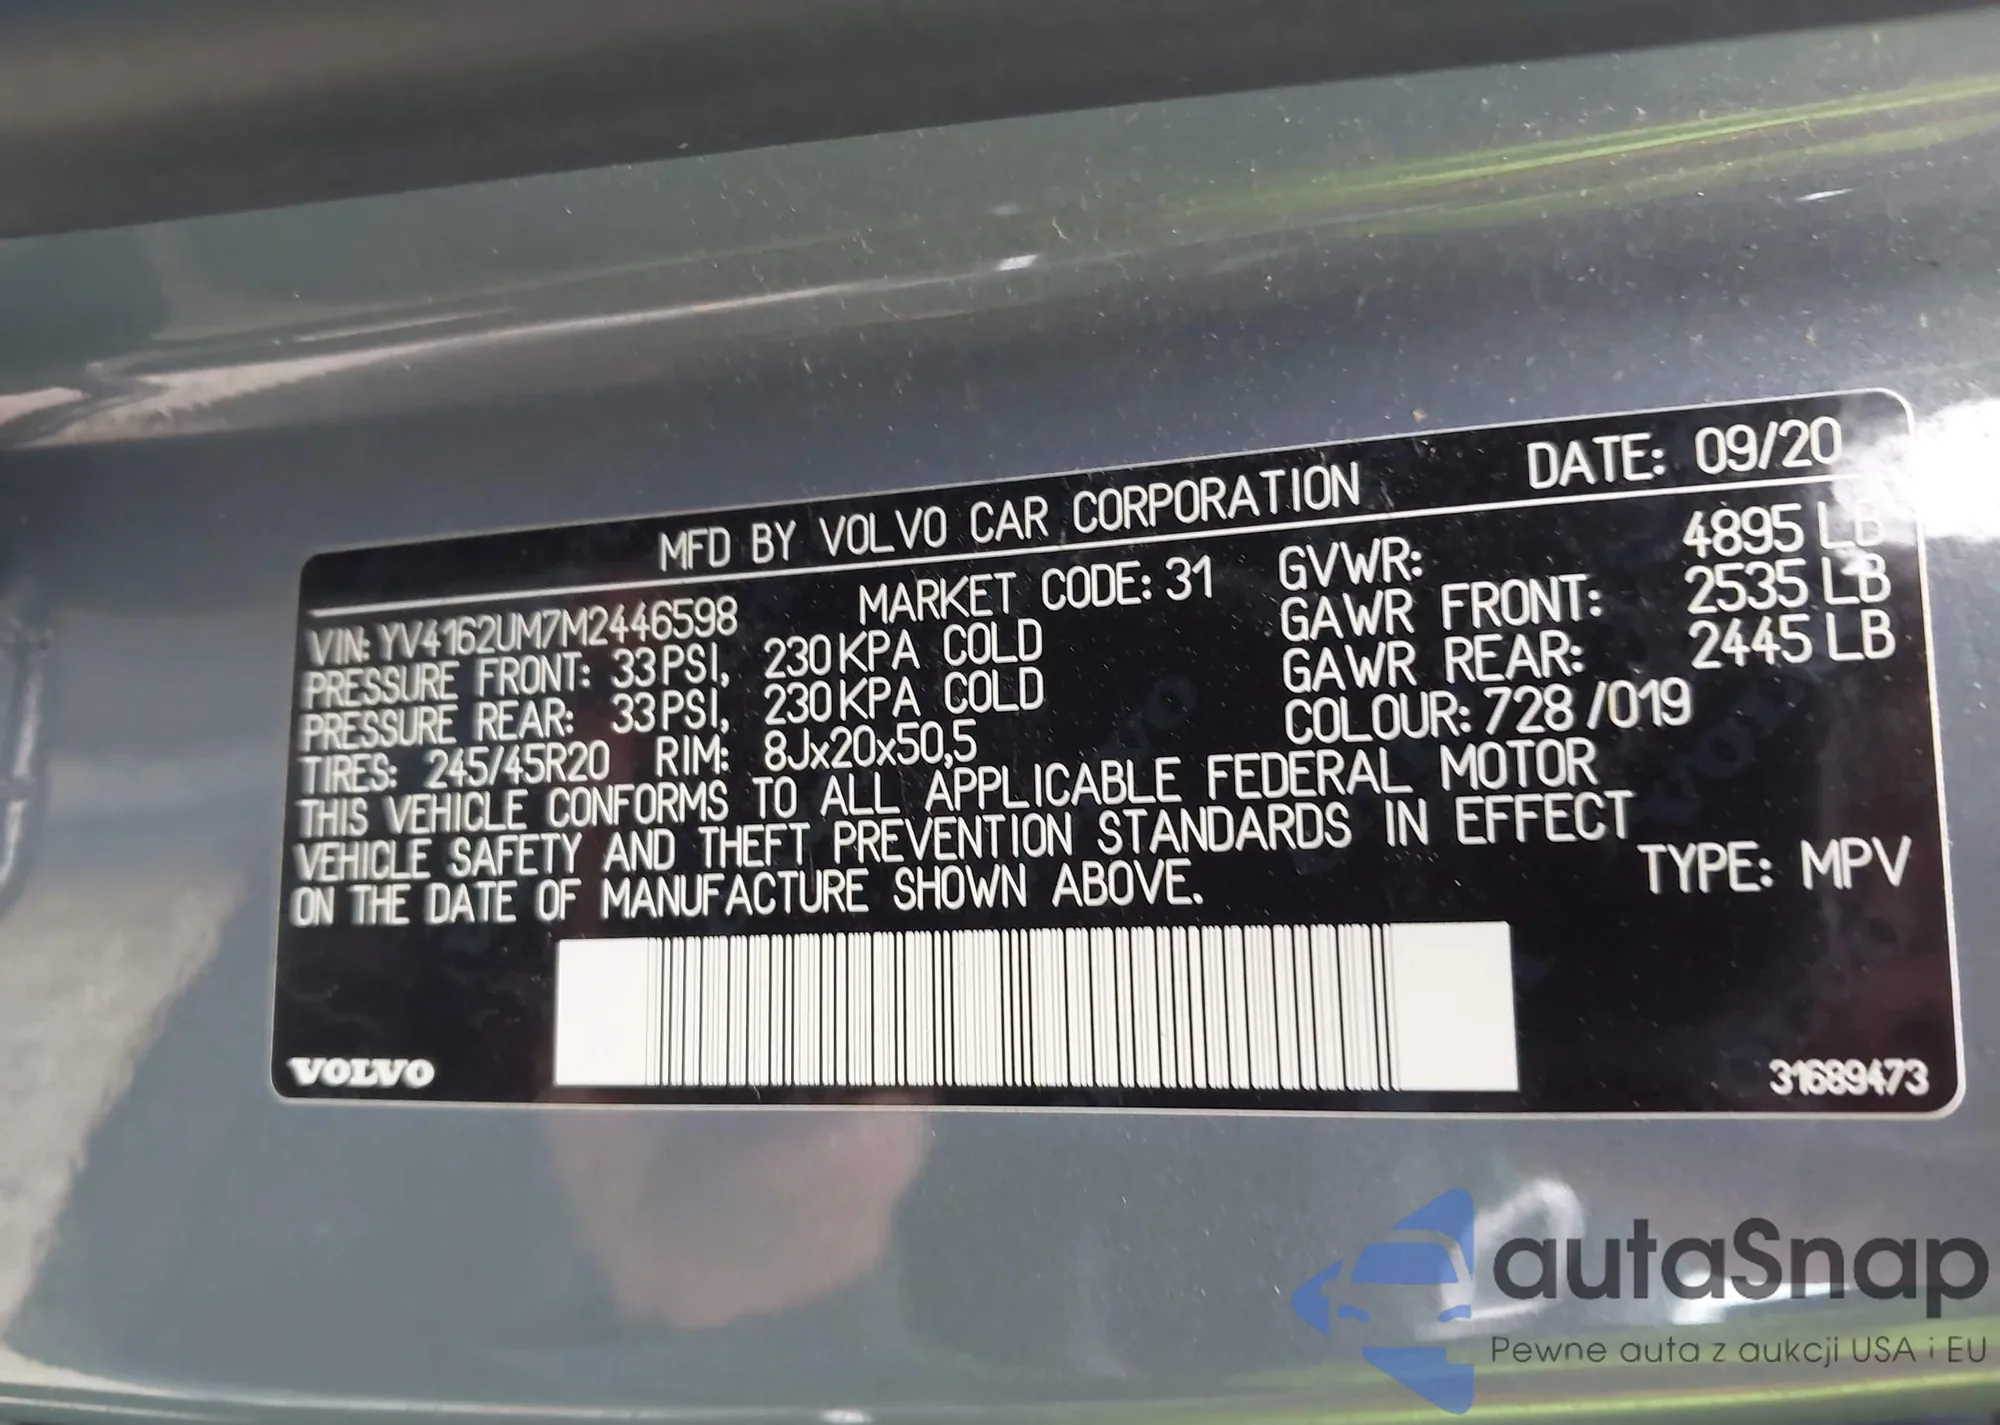 MFD BY VOLVO CAR CORPORATION DATE: 09/20
VIN: YV4162UM7M2446598 MARKET CODE: 31 GVWR: 4895 LB
PRESSURE FRONT: 33 PSI, 230 KPA COLD GAWR FRONT: 2535 LB
PRESSURE REAR: 33 PSI, 230 KPA COLD GAWR REAR: 2445 LB
TIRES: 245/45R20 RIM: 8Jx20x50,5 COLOUR: 728 /019
THIS VEHICLE CONFORMS TO ALL APPLICABLE FEDERAL MOTOR
VEHICLE SAFETY AND THEFT PREVENTION STANDARDS IN EFFECT
ON THE DATE OF MANUFACTURE SHOWN ABOVE. TYPE: MPV
VOLVO 31689473
autaSnap
Pewne auta z aukcji USA i EU